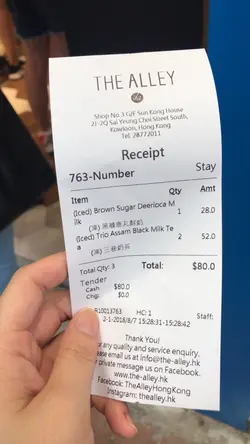 THE ALLEY
Shop No.3 G/F Sun Kong House
2J-2Q Sai Yeung Choi Street South,
Kowloon, Hong Kong
Tel: 28772011
Receipt
763-Number Stay
Item Qty Amt
(Iced) Brown Sugar Deerioca M 1 28.0
ilk
(Iced) Trio Assam Black Milk Te 2 52.0
a
Total Qty: 3 Total: $80.0
Tender
Cash $80.0
Chg: $0.0
R10013763 HC: 1 Staff:
2-1-2018/8/7 15:28:31-15:28:42
Thank You!
For any quality and service enquiry,
please email us at info@the-alley.hk
private message us on Facebook.
www.the-alley.hk
Facebook: TheAlleyHongKong
Instagram: thealley.hk